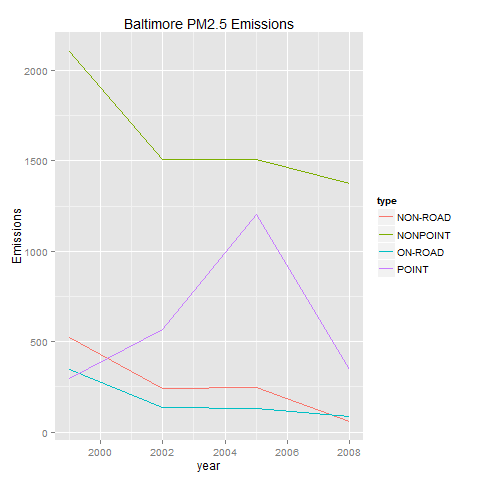 Baltimore PM2.5 Emissions
Emissions
2000
1500
1000
500
0
2000
2002
2004
2006
2008
year
type
NON-ROAD
NONPOINT
ON-ROAD
POINT